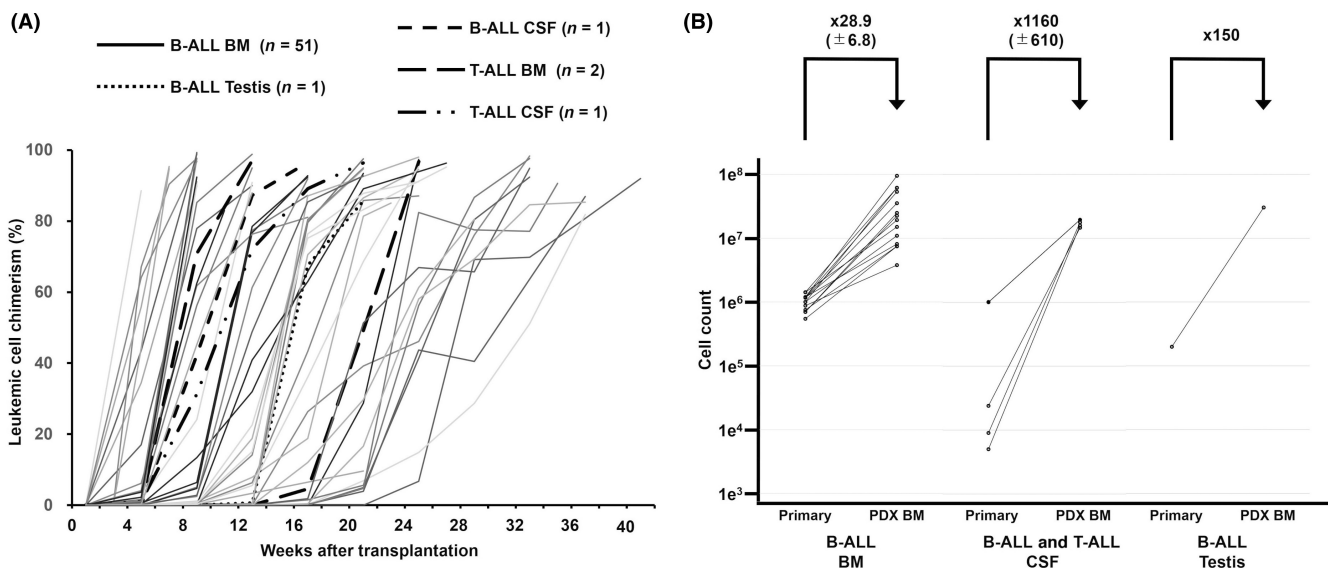 (A)
B-ALL BM (n = 51)
B-ALL Testis (n = 1)
B-ALL CSF (n = 1)
T-ALL BM (n = 2)
T-ALL CSF (n = 1)
Leukemic cell chimerism (%)
100
80
60
40
20
0
0 4 8 12 16 20 24 28 32 36 40
Weeks after transplantation
(B)
x28.9
(±6.8)
x1160
(±610)
x150
Cell count
1e⁸
1e⁷
1e⁶
1e⁵
1e⁴
1e³
Primary PDX BM Primary PDX BM Primary PDX BM
B-ALL
BM
B-ALL and T-ALL
CSF
B-ALL
Testis